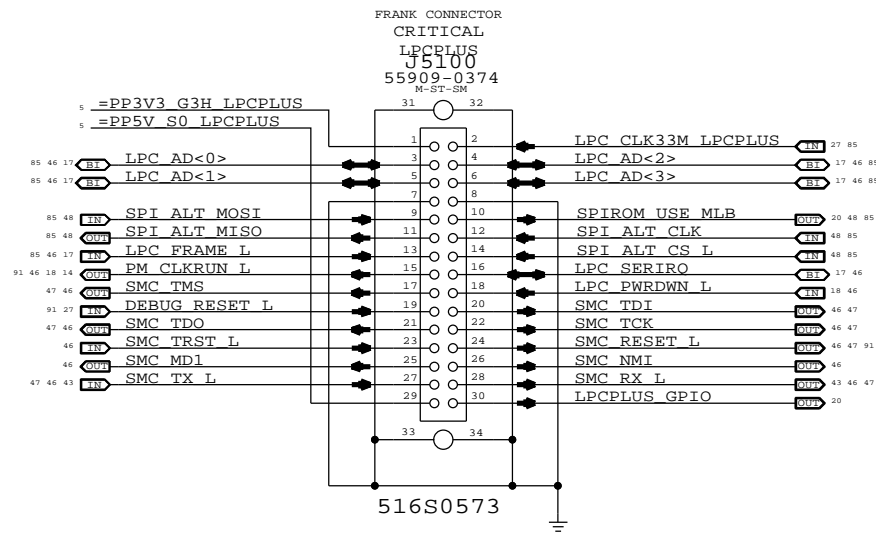 FRANK CONNECTOR
CRITICAL
LPCPLUS
J5100
55909-0374
M-ST-SM
31 32
5 =PP3V3_G3H_LPCPLUS
5 =PP5V_S0_LPCPLUS
1 2 LPC_CLK33M_LPCPLUS IN 27 85
85 46 17 BI LPC_AD<0> 3 4 LPC_AD<2> BI 17 46 85
85 46 17 BI LPC_AD<1> 5 6 LPC_AD<3> BI 17 46 85
7 8
85 48 IN SPI_ALT_MOSI 9 10 SPIROM_USE_MLB OUT 20 48 85
85 48 OUT SPI_ALT_MISO 11 12 SPI_ALT_CLK IN 48 85
85 46 17 IN LPC_FRAME_L 13 14 SPI_ALT_CS_L IN 48 85
91 46 18 14 OUT PM_CLKRUN_L 15 16 LPC_SERIRQ BI 17 46
47 46 OUT SMC_TMS 17 18 LPC_PWRDWN_L IN 18 46
91 27 IN DEBUG_RESET_L 19 20 SMC_TDI OUT 46 47
47 46 OUT SMC_TDO 21 22 SMC_TCK OUT 46 47
46 IN SMC_TRST_L 23 24 SMC_RESET_L OUT 46 47 91
46 OUT SMC_MD1 25 26 SMC_NMI OUT 46
47 46 43 IN SMC_TX_L 27 28 SMC_RX_L OUT 43 46 47
29 30 LPCPLUS_GPIO OUT 20
33 34
516S0573